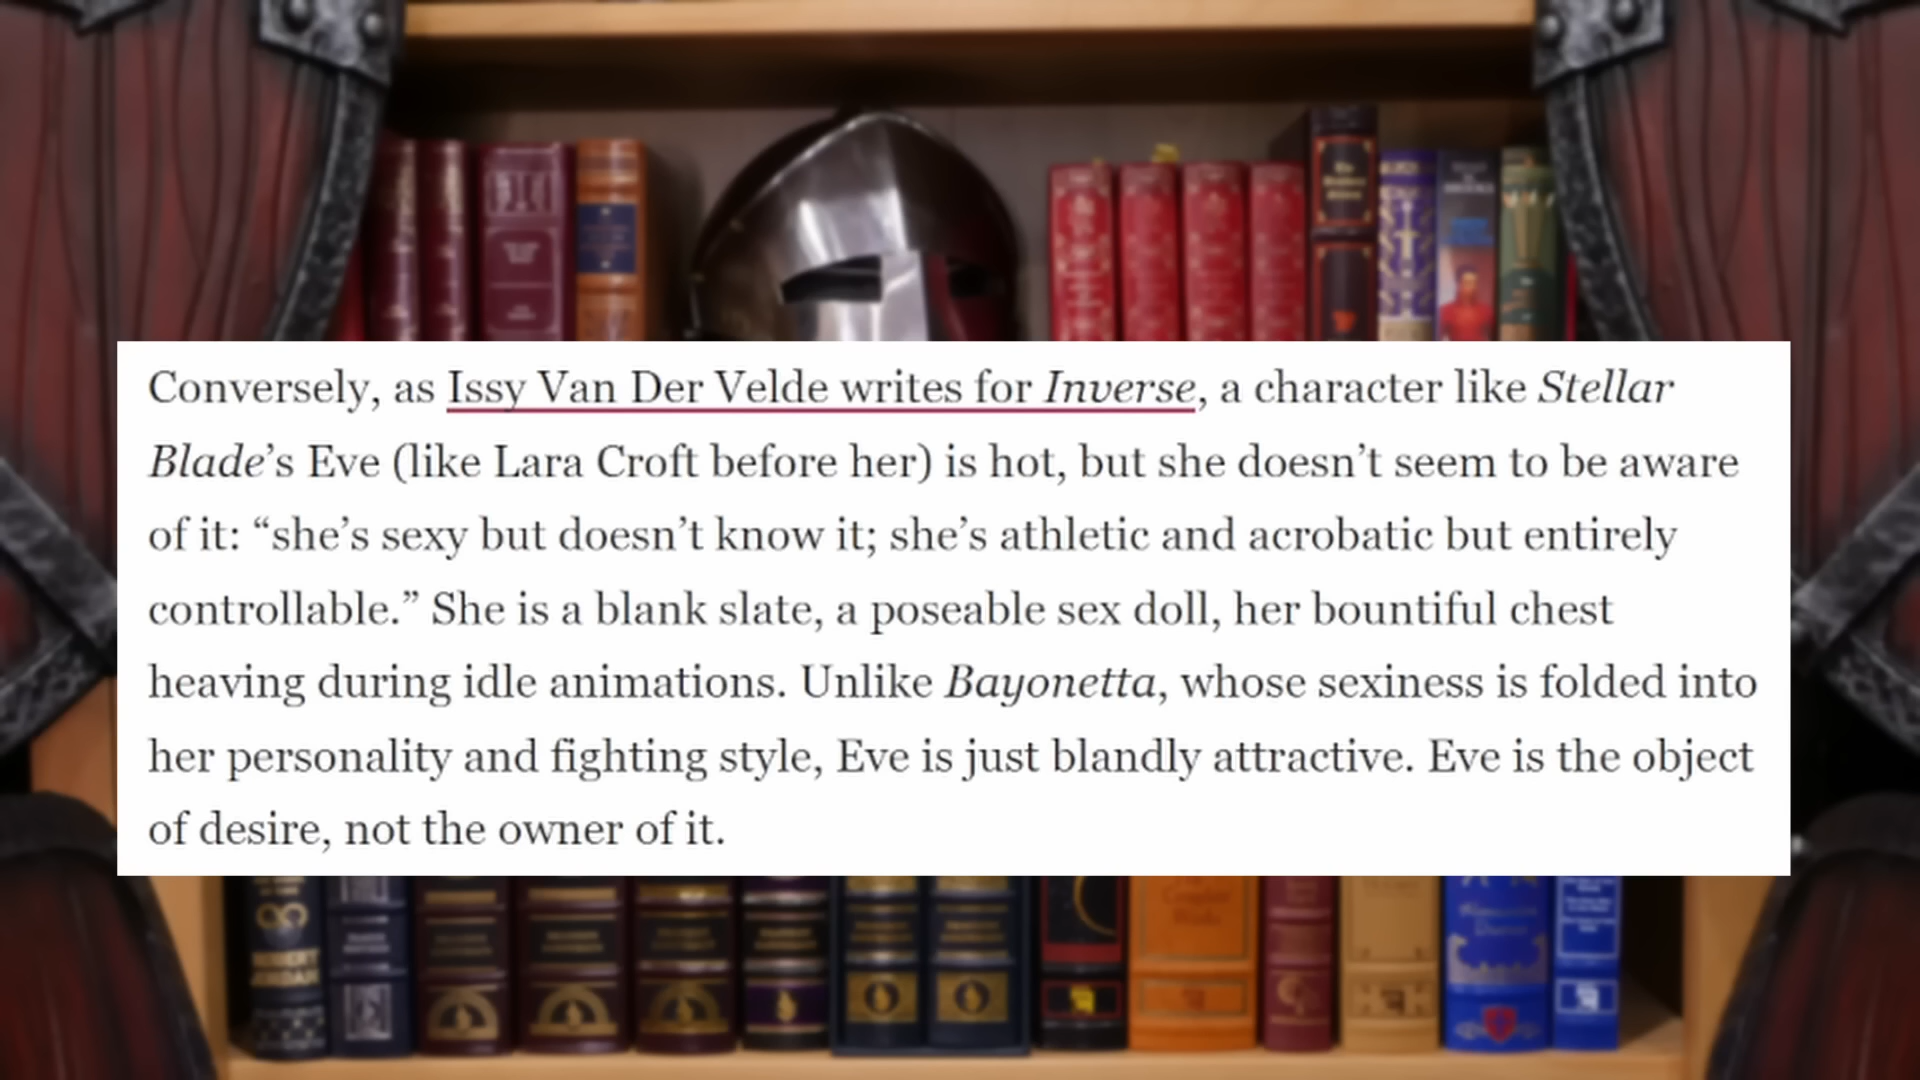 Conversely, as Issy Van Der Velde writes for Inverse, a character like Stellar
Blade’s Eve (like Lara Croft before her) is hot, but she doesn’t seem to be aware
of it: “she’s sexy but doesn’t know it; she’s athletic and acrobatic but entirely
controllable.” She is a blank slate, a poseable sex doll, her bountiful chest
heaving during idle animations. Unlike Bayonetta, whose sexiness is folded into
her personality and fighting style, Eve is just blandly attractive. Eve is the object
of desire, not the owner of it.
ROBERT
JORDAN